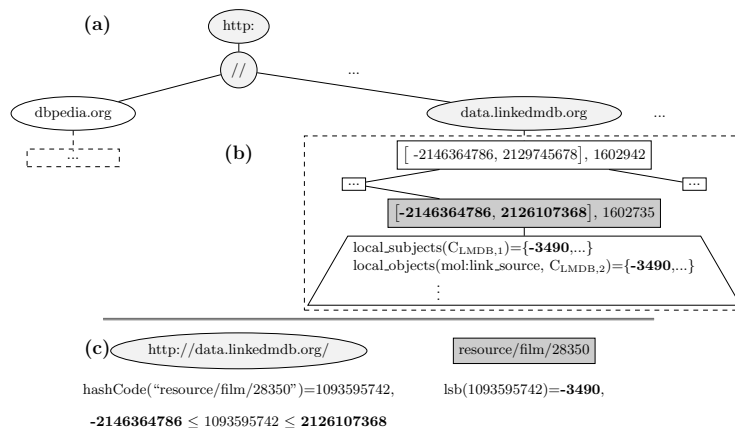 (a)
http:
//
...
dbpedia.org
data.linkedmdb.org
...
...
(b)
[ -2146364786, 2129745678], 1602942
...
...
[-2146364786, 2126107368], 1602735
local_subjects(C_LMDB,1)={-3490,...}
local_objects(mol:link_source, C_LMDB,2)={-3490,...}
⋮
(c)
http://data.linkedmdb.org/
resource/film/28350
hashCode(“resource/film/28350”)=1093595742,
lsb(1093595742)=-3490,
-2146364786 ≤ 1093595742 ≤ 2126107368